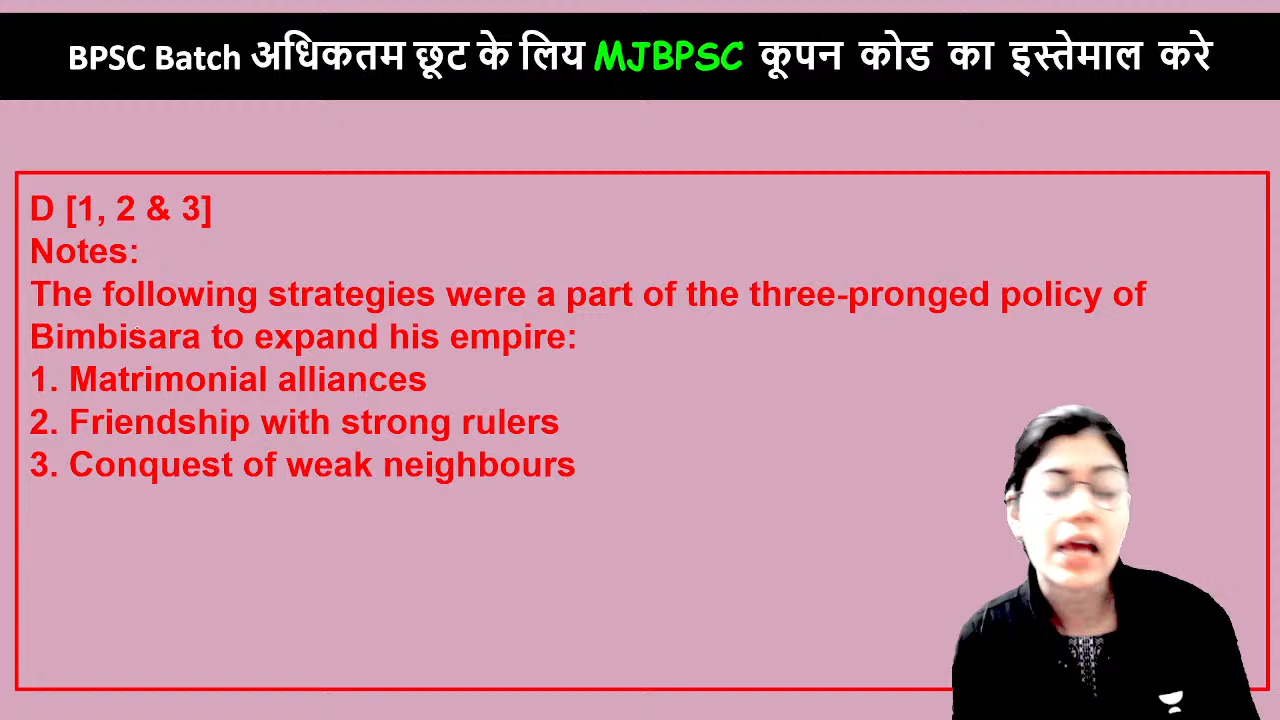 BPSC Batch अधिकतम छूट के लिय MJBPSC कूपन कोड का इस्तेमाल करे
D [1, 2 & 3]
Notes:
The following strategies were a part of the three-pronged policy of
Bimbisara to expand his empire:
1. Matrimonial alliances
2. Friendship with strong rulers
3. Conquest of weak neighbours